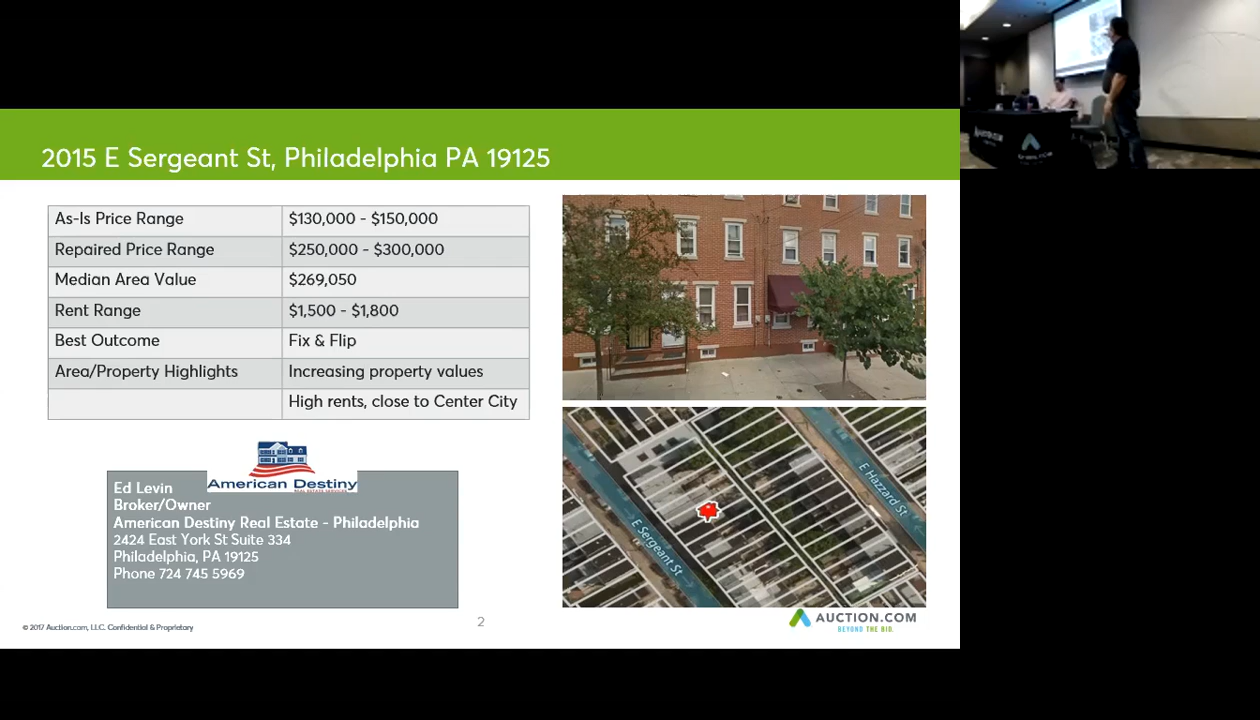 2015 E Sergeant St, Philadelphia PA 19125
As-Is Price Range $130,000 - $150,000
Repaired Price Range $250,000 - $300,000
Median Area Value $269,050
Rent Range $1,500 - $1,800
Best Outcome Fix & Flip
Area/Property Highlights Increasing property values
High rents, close to Center City
American Destiny
Ed Levin
Broker/Owner
American Destiny Real Estate - Philadelphia
2424 East York St Suite 334
Philadelphia, PA 19125
Phone 724 745 5969
E Hazzard St
E Sergeant St
© 2017 Auction.com, LLC. Confidential & Proprietary
2
AUCTION.COM
BEYOND THE BID.